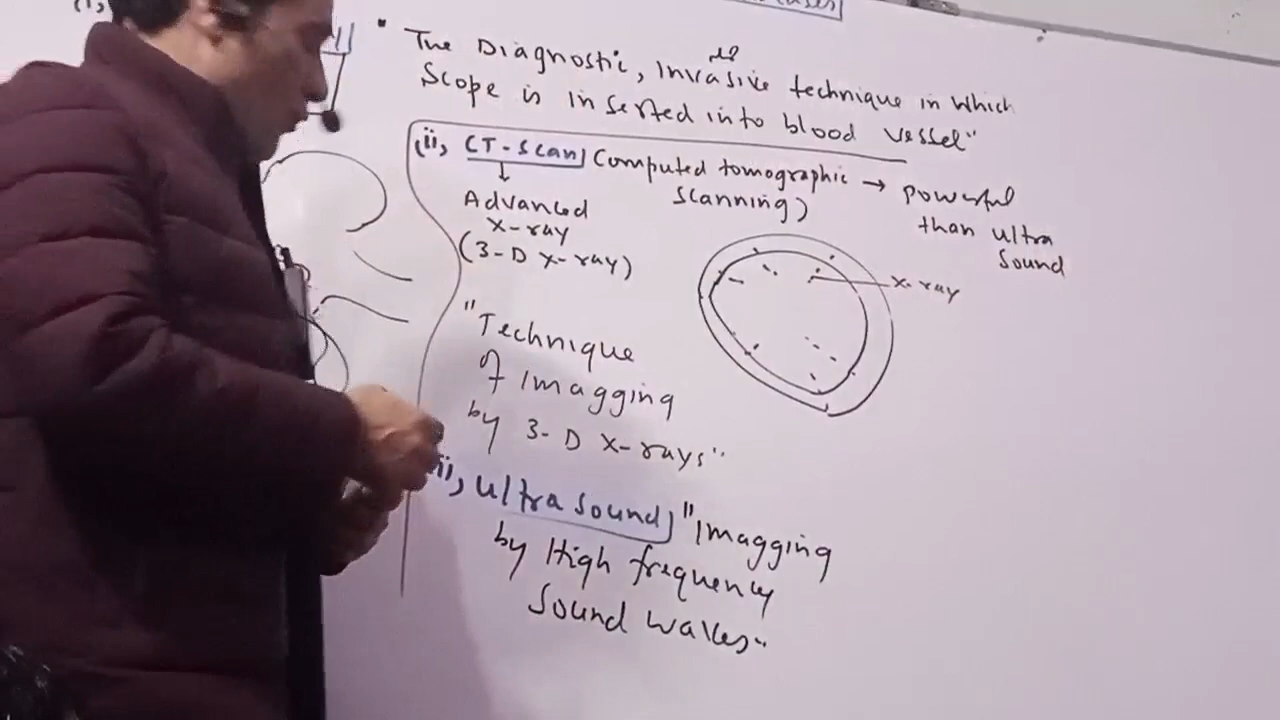 (i,
" The Diagnostic, invasive technique in which
Scope is inserted into blood vessel"
(ii, CT-Scan) Computed tomographic → powerful
scanning)
than ultra
Sound
Advanced
x-ray
(3-D x-ray)
x-ray
"Technique
of Imagging
by 3-D x-rays"
ii, ultra sound) "Imagging
by High frequency
Sound waves"